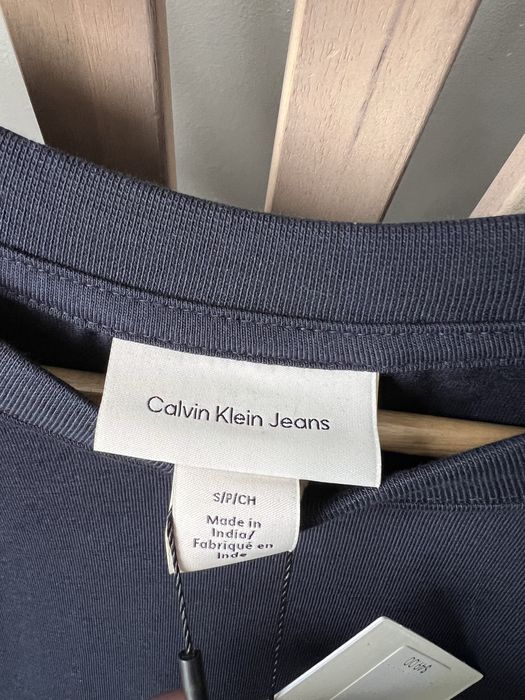 Calvin Klein Jeans
S/P/CH
Made in
India/
Fabriqué en
Inde